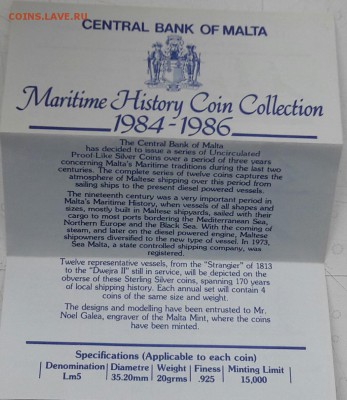 COINS.LAVE.RU
CENTRAL BANK OF MALTA
Maritime History Coin Collection
1984-1986
The Central Bank of Malta
has decided to issue a series of Uncirculated
Proof-Like Silver Coins over a period of three years
concerning Malta's Maritime traditions during the last two
centuries. The complete series of twelve coins captures the
atmosphere of Maltese shipping over this period from
sailing ships to the present diesel powered vessels.
The nineteenth century was a very important period in
Malta's Maritime History, when vessels of all shapes and
sizes, mostly built in Maltese shipyards, sailed with their
cargo to most ports bordering the Mediterranean Sea,
Northern Europe and the Black Sea. With the coming of
steam, and later on the diesel powered engine, Maltese
shipowners diversified to the new type of vessel. In 1973,
Sea Malta, a state controlled shipping company, was
registered.
Twelve representative vessels, from the "Strangier" of 1813
to the "Dwejra II" still in service, will be depicted on the
obverse of these Sterling Silver coins, spanning 170 years
of local shipping history. Each annual set will contain 4
coins of the same size and weight.
The designs and modelling have been entrusted to Mr.
Noel Galea, engraver of the Malta Mint, where the coins
have been minted.
Specifications (Applicable to each coin)
Denomination Diametre Weight Finess Minting Limit
Lm5 35.20mm 20grms .925 15,000